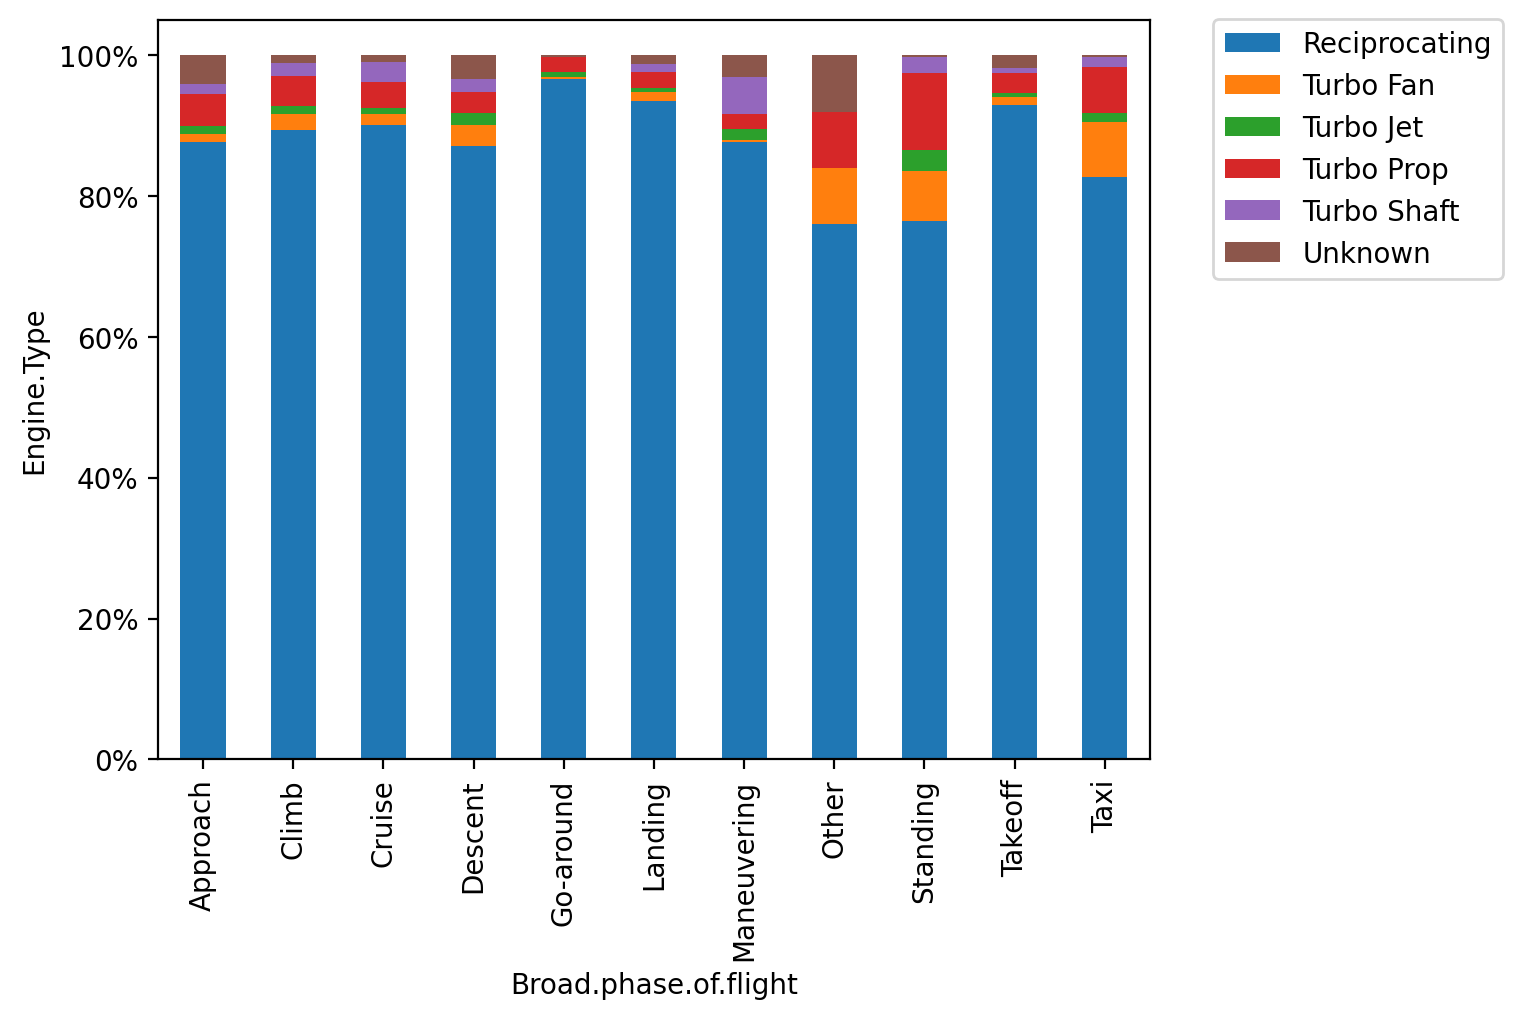 100%
80%
60%
40%
20%
0%
Engine.Type
Approach
Climb
Cruise
Descent
Go-around
Landing
Maneuvering
Other
Standing
Takeoff
Taxi
Broad.phase.of.flight
Reciprocating
Turbo Fan
Turbo Jet
Turbo Prop
Turbo Shaft
Unknown